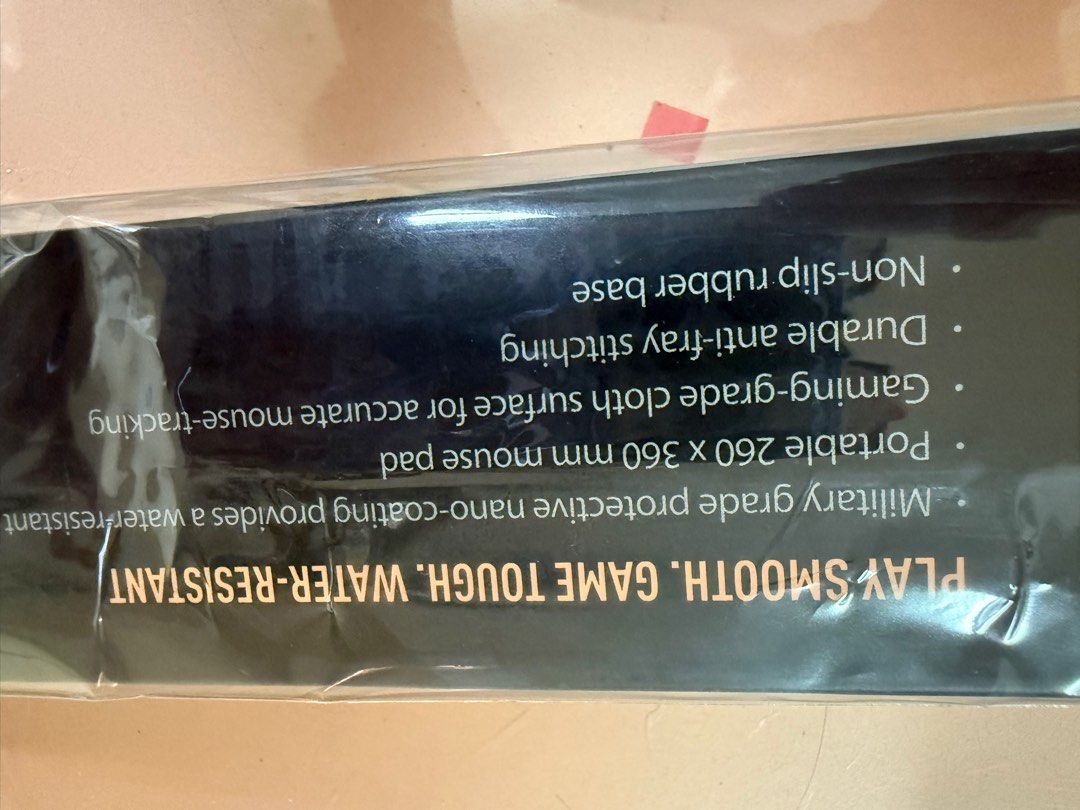 PLAY SMOOTH. GAME TOUGH. WATER-RESISTANT
• Military grade protective nano-coating provides a water-resistant
• Portable 260 x 360 mm mouse pad
• Gaming-grade cloth surface for accurate mouse-tracking
• Durable anti-fray stitching
• Non-slip rubber base